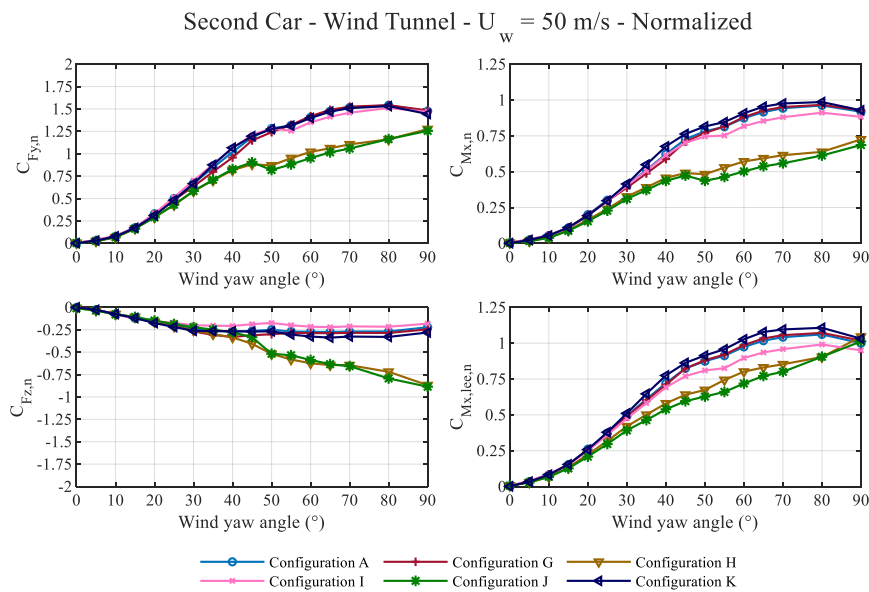 Second Car - Wind Tunnel - U_w = 50 m/s - Normalized
2
1.75
1.5
1.25
1
0.75
0.5
0.25
0
C_Fy,n
0 10 20 30 40 50 60 70 80 90
Wind yaw angle (°)
1.25
1
0.75
0.5
0.25
0
C_Mx,n
0 10 20 30 40 50 60 70 80 90
Wind yaw angle (°)
0
-0.25
-0.5
-0.75
-1
-1.25
-1.5
-1.75
-2
C_Fz,n
0 10 20 30 40 50 60 70 80 90
Wind yaw angle (°)
1.25
1
0.75
0.5
0.25
0
C_Mx,lee,n
0 10 20 30 40 50 60 70 80 90
Wind yaw angle (°)
Configuration A Configuration G Configuration H
Configuration I Configuration J Configuration K